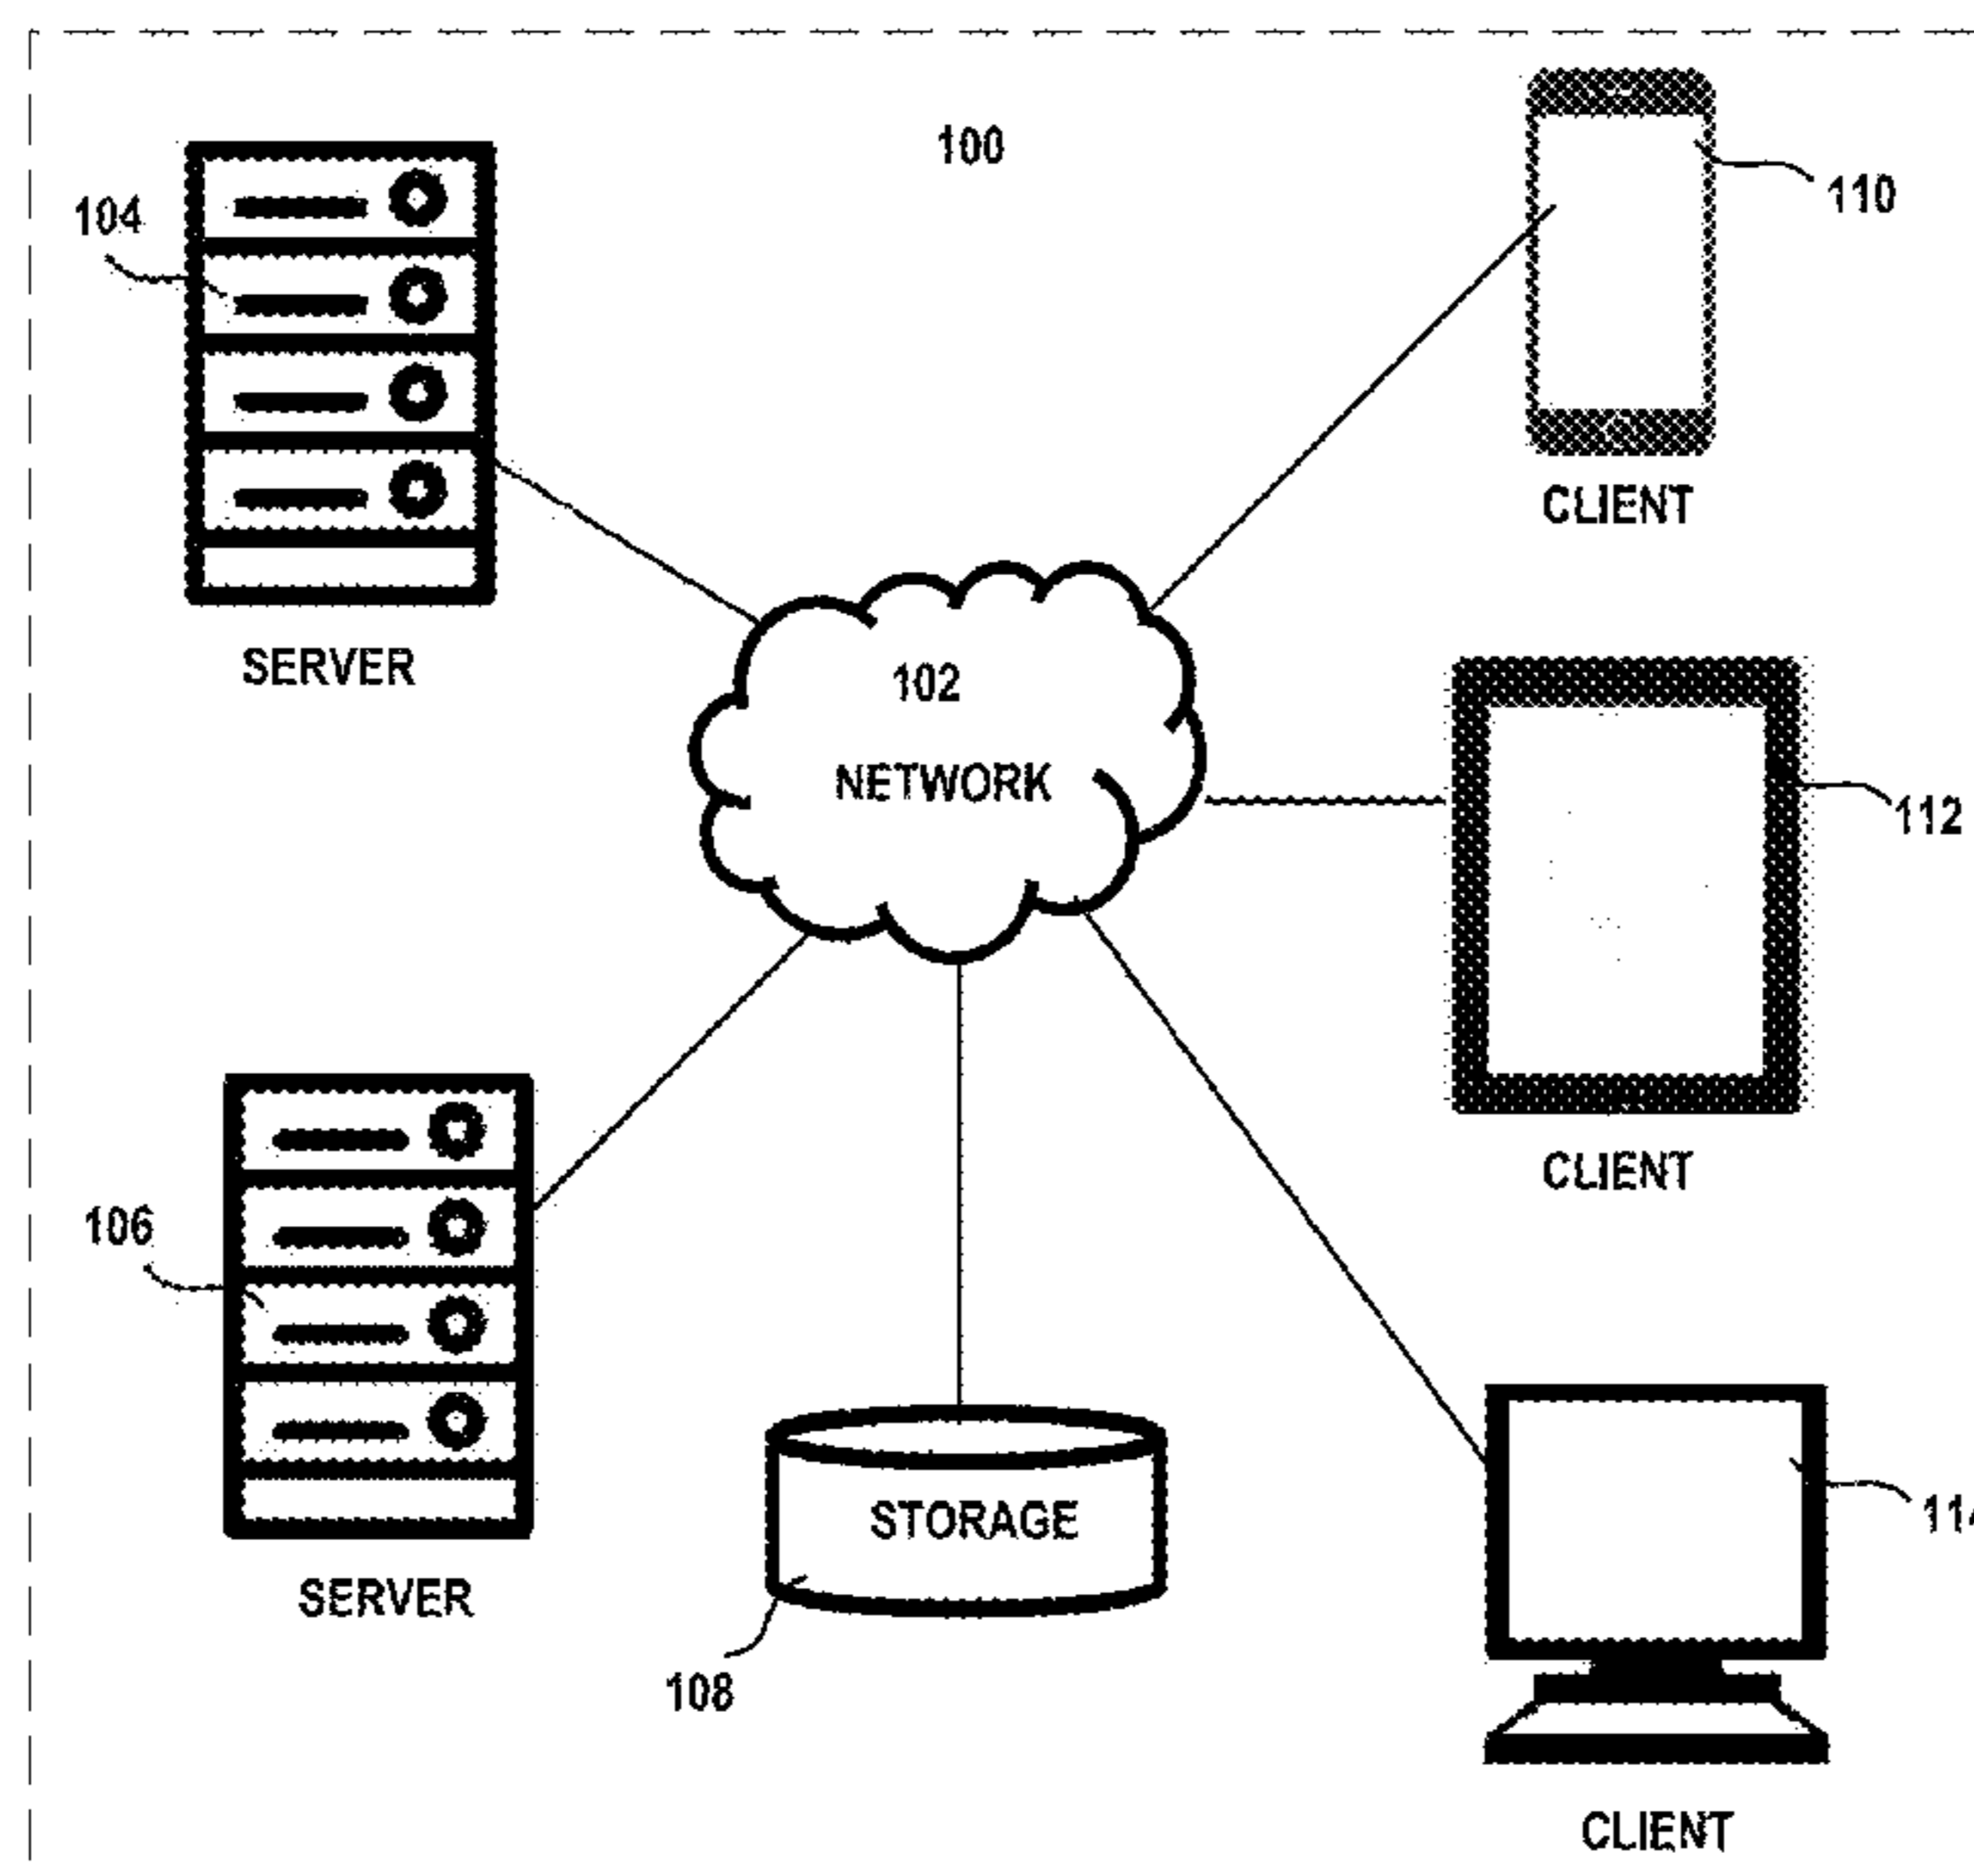 100
110
104
CLIENT
SERVER
102
NETWORK
112
CLIENT
106
STORAGE
SERVER
108
CLIENT